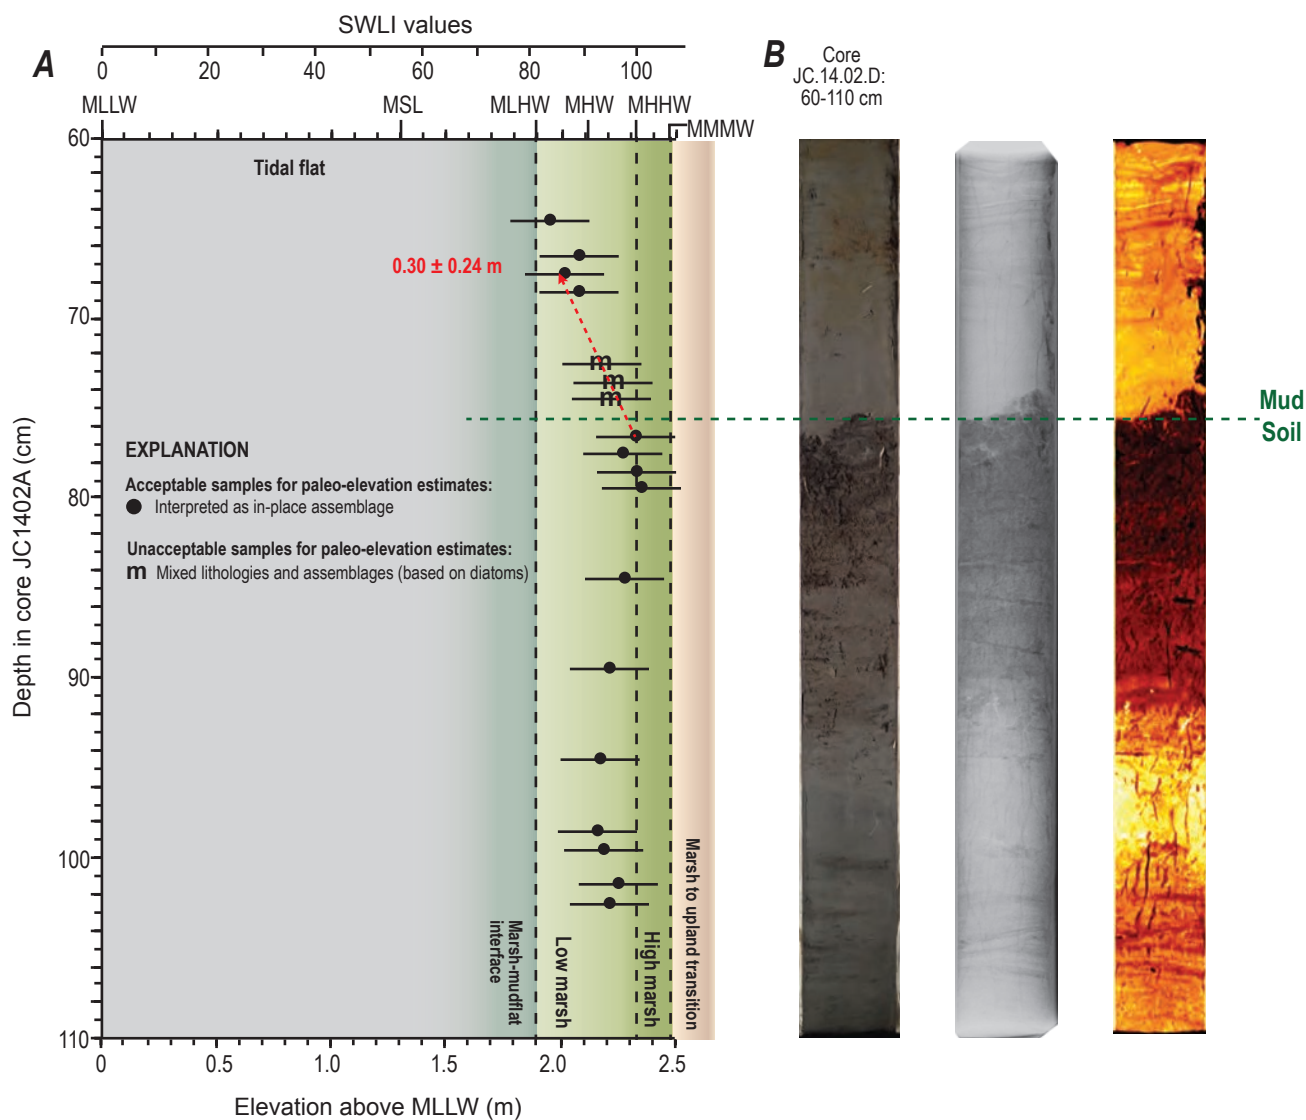 SWLI values
A
0 20 40 60 80 100
MLLW MSL MLHW MHW MHHW
MMMW
60
Tidal flat
0.30 ± 0.24 m
70
m
m
m
EXPLANATION
Acceptable samples for paleo-elevation estimates:
Interpreted as in-place assemblage
80
Unacceptable samples for paleo-elevation estimates:
m Mixed lithologies and assemblages (based on diatoms)
Depth in core JC1402A (cm)
90
100
110
Marsh-mudflat
interface
Low marsh
High marsh
Marsh to upland transition
0 0.5 1.0 1.5 2.0 2.5
Elevation above MLLW (m)
B
Core
JC.14.02.D:
60-110 cm
Mud
Soil